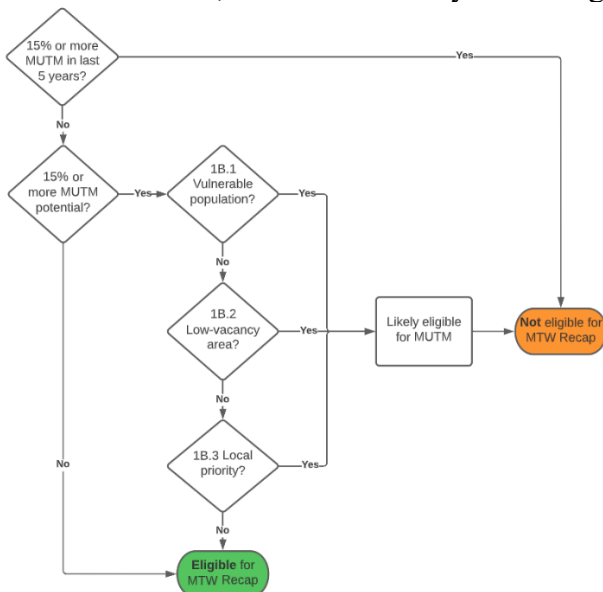 15% or more
MUTM in last
5 years?
Yes
No
15% or
more MUTM
potential?
Yes
1B.1
Vulnerable
population?
Yes
No
1B.2
Low-vacancy
area?
Yes
Likely eligible
for MUTM
Not eligible for
MTW Recap
No
1B.3 Local
priority?
Yes
No
No
Eligible for
MTW Recap